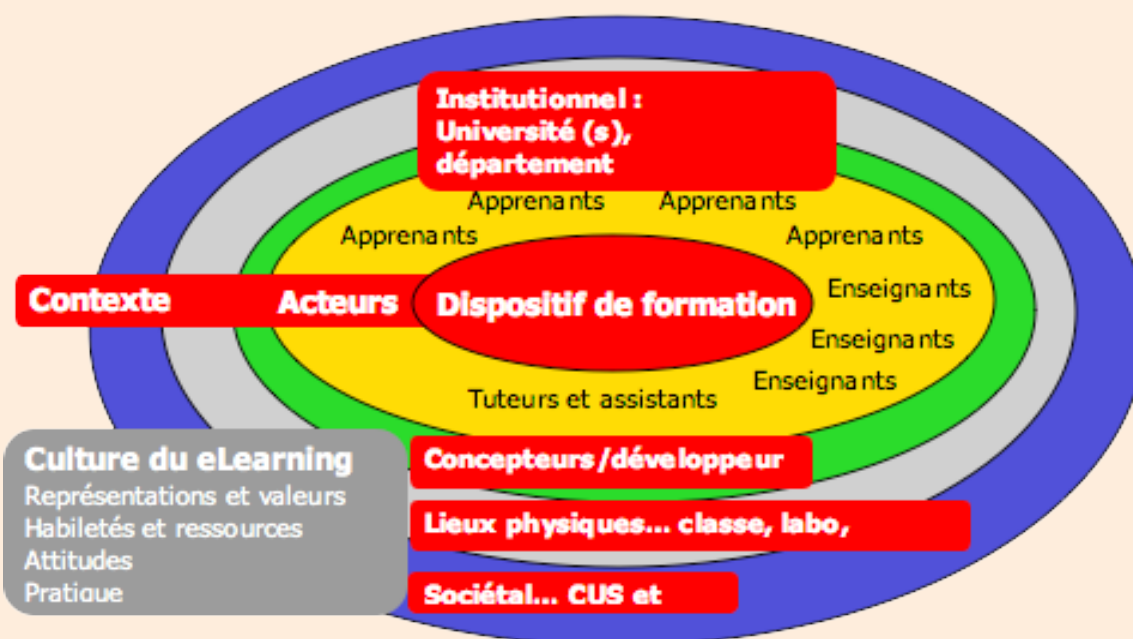 Institutionnel :
Université (s),
département
Apprenants Apprenants
Apprenants Apprenants
Contexte Acteurs Dispositif de formation Enseignants
Enseignants
Enseignants
Tuteurs et assistants
Culture du eLearning
Représentations et valeurs
Habiletés et ressources
Attitudes
Pratique
Concepteurs/développeur
Lieux physiques... classe, labo,
Sociétal... CUS et